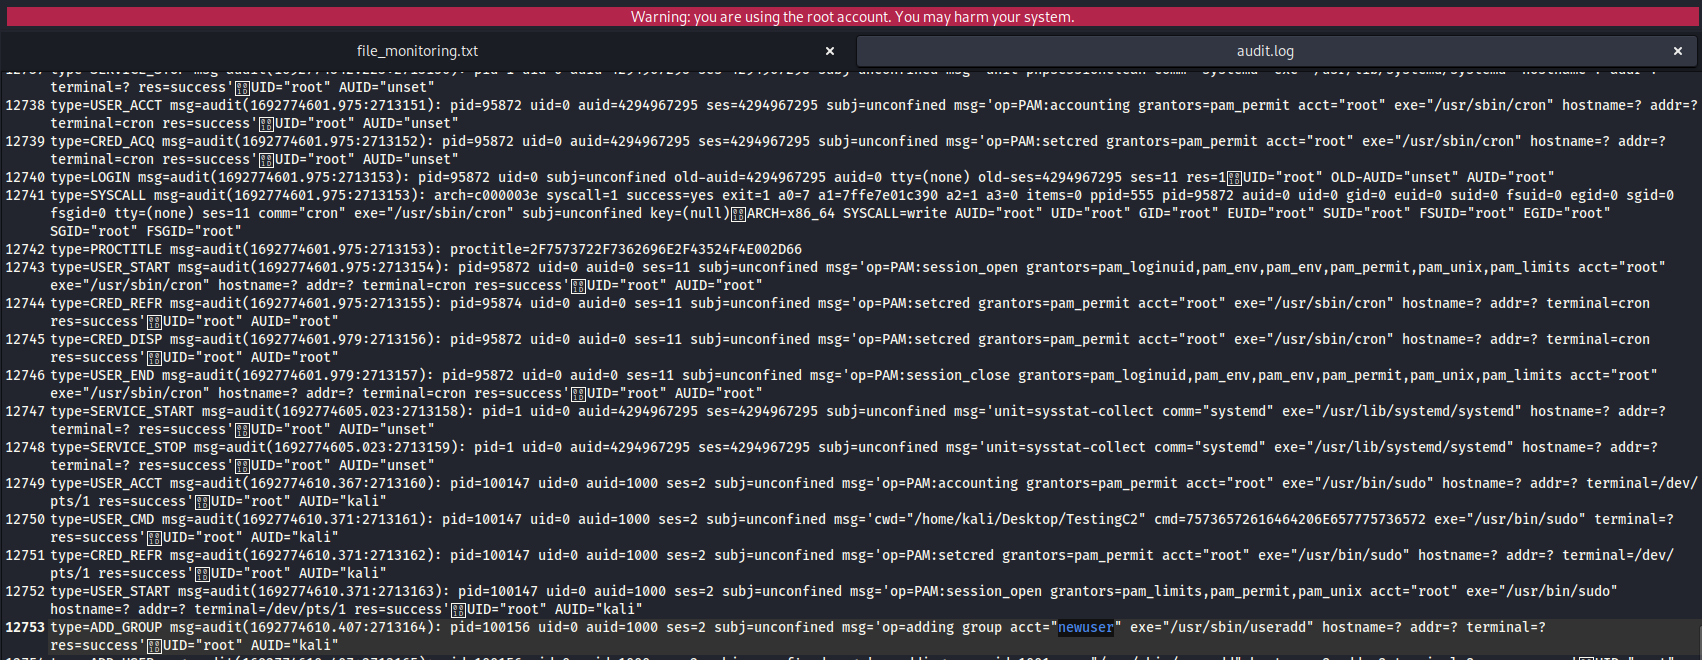 Warning: you are using the root account. You may harm your system.
file_monitoring.txt × audit.log ×
terminal=? res=success'UID="root" AUID="unset"
12738 type=USER_ACCT msg=audit(1692774601.975:2713151): pid=95872 uid=0 auid=4294967295 ses=4294967295 subj=unconfined msg='op=PAM:accounting grantors=pam_permit acct="root" exe="/usr/sbin/cron" hostname=? addr=?
terminal=cron res=success'UID="root" AUID="unset"
12739 type=CRED_ACQ msg=audit(1692774601.975:2713152): pid=95872 uid=0 auid=4294967295 ses=4294967295 subj=unconfined msg='op=PAM:setcred grantors=pam_permit acct="root" exe="/usr/sbin/cron" hostname=? addr=?
terminal=cron res=success'UID="root" AUID="unset"
12740 type=LOGIN msg=audit(1692774601.975:2713153): pid=95872 uid=0 subj=unconfined old-auid=4294967295 auid=0 tty=(none) old-ses=4294967295 ses=11 res=1UID="root" OLD-AUID="unset" AUID="root"
12741 type=SYSCALL msg=audit(1692774601.975:2713153): arch=c000003e syscall=1 success=yes exit=1 a0=7 a1=7ffe7e01c390 a2=1 a3=0 items=0 ppid=555 pid=95872 auid=0 uid=0 gid=0 euid=0 suid=0 fsuid=0 egid=0 sgid=0
fsgid=0 tty=(none) ses=11 comm="cron" exe="/usr/sbin/cron" subj=unconfined key=(null)ARCH=x86_64 SYSCALL=write AUID="root" UID="root" GID="root" EUID="root" SUID="root" FSUID="root" EGID="root"
SGID="root" FSGID="root"
12742 type=PROCTITLE msg=audit(1692774601.975:2713153): proctitle=2F7573722F7362696E2F43524F4E002D66
12743 type=USER_START msg=audit(1692774601.975:2713154): pid=95872 uid=0 auid=0 ses=11 subj=unconfined msg='op=PAM:session_open grantors=pam_loginuid,pam_env,pam_env,pam_permit,pam_unix,pam_limits acct="root"
exe="/usr/sbin/cron" hostname=? addr=? terminal=cron res=success'UID="root" AUID="root"
12744 type=CRED_REFR msg=audit(1692774601.975:2713155): pid=95874 uid=0 auid=0 ses=11 subj=unconfined msg='op=PAM:setcred grantors=pam_permit acct="root" exe="/usr/sbin/cron" hostname=? addr=? terminal=cron
res=success'UID="root" AUID="root"
12745 type=CRED_DISP msg=audit(1692774601.979:2713156): pid=95872 uid=0 auid=0 ses=11 subj=unconfined msg='op=PAM:setcred grantors=pam_permit acct="root" exe="/usr/sbin/cron" hostname=? addr=? terminal=cron
res=success'UID="root" AUID="root"
12746 type=USER_END msg=audit(1692774601.979:2713157): pid=95872 uid=0 auid=0 ses=11 subj=unconfined msg='op=PAM:session_close grantors=pam_loginuid,pam_env,pam_env,pam_permit,pam_unix,pam_limits acct="root"
exe="/usr/sbin/cron" hostname=? addr=? terminal=cron res=success'UID="root" AUID="root"
12747 type=SERVICE_START msg=audit(1692774605.023:2713158): pid=1 uid=0 auid=4294967295 ses=4294967295 subj=unconfined msg='unit=sysstat-collect comm="systemd" exe="/usr/lib/systemd/systemd" hostname=? addr=?
terminal=? res=success'UID="root" AUID="unset"
12748 type=SERVICE_STOP msg=audit(1692774605.023:2713159): pid=1 uid=0 auid=4294967295 ses=4294967295 subj=unconfined msg='unit=sysstat-collect comm="systemd" exe="/usr/lib/systemd/systemd" hostname=? addr=?
terminal=? res=success'UID="root" AUID="unset"
12749 type=USER_ACCT msg=audit(1692774610.367:2713160): pid=100147 uid=0 auid=1000 ses=2 subj=unconfined msg='op=PAM:accounting grantors=pam_permit acct="root" exe="/usr/bin/sudo" hostname=? addr=? terminal=/dev/
pts/1 res=success'UID="root" AUID="kali"
12750 type=USER_CMD msg=audit(1692774610.371:2713161): pid=100147 uid=0 auid=1000 ses=2 subj=unconfined msg='cwd="/home/kali/Desktop/TestingC2" cmd=75736572616464206E657775736572 exe="/usr/bin/sudo" terminal=?
res=success'UID="root" AUID="kali"
12751 type=CRED_REFR msg=audit(1692774610.371:2713162): pid=100147 uid=0 auid=1000 ses=2 subj=unconfined msg='op=PAM:setcred grantors=pam_permit acct="root" exe="/usr/bin/sudo" hostname=? addr=? terminal=/dev/
pts/1 res=success'UID="root" AUID="kali"
12752 type=USER_START msg=audit(1692774610.371:2713163): pid=100147 uid=0 auid=1000 ses=2 subj=unconfined msg='op=PAM:session_open grantors=pam_limits,pam_permit,pam_unix acct="root" exe="/usr/bin/sudo"
hostname=? addr=? terminal=/dev/pts/1 res=success'UID="root" AUID="kali"
12753 type=ADD_GROUP msg=audit(1692774610.407:2713164): pid=100156 uid=0 auid=1000 ses=2 subj=unconfined msg='op=adding group acct="newuser" exe="/usr/sbin/useradd" hostname=? addr=? terminal=?
res=success'UID="root" AUID="kali"